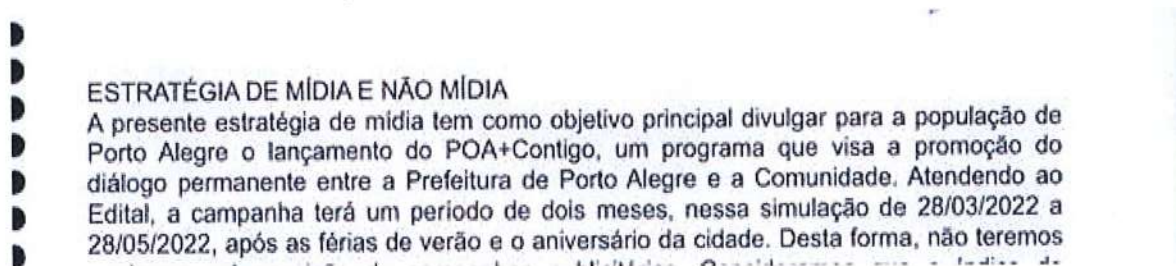 ESTRATÉGIA DE MÍDIA E NÃO MÍDIA
A presente estratégia de mídia tem como objetivo principal divulgar para a população de
Porto Alegre o lançamento do POA+Contigo, um programa que visa a promoção do
diálogo permanente entre a Prefeitura de Porto Alegre e a Comunidade. Atendendo ao
Edital, a campanha terá um período de dois meses, nessa simulação de 28/03/2022 a
28/05/2022, após as férias de verão e o aniversário da cidade. Desta forma, não teremos